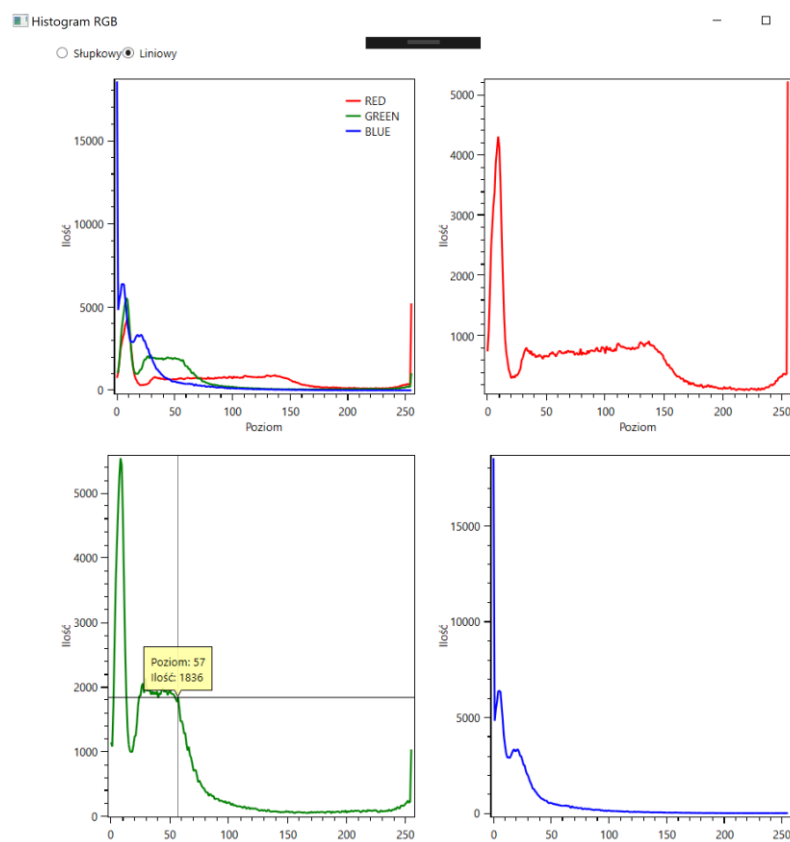 Histogram RGB
Słupkowy Liniowy
RED
GREEN
BLUE
15000
10000
5000
0
Ilość
0 50 100 150 200 250
Poziom
5000
4000
3000
2000
1000
Ilość
0 50 100 150 200 250
Poziom
5000
4000
3000
2000
1000
0
Ilość
Poziom: 57
Ilość: 1836
0 50 100 150 200 250
15000
10000
5000
0
Ilość
0 50 100 150 200 250